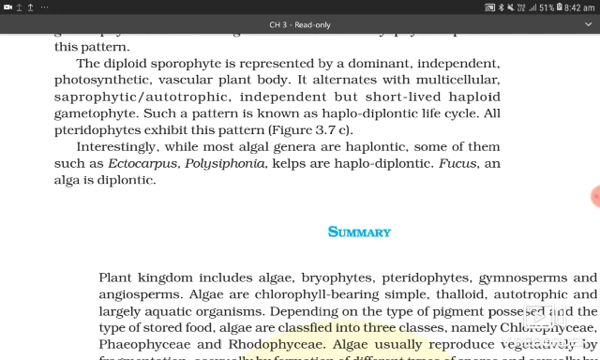 51% 8:42 am
CH 3 - Read-only
this pattern.
The diploid sporophyte is represented by a dominant, independent,
photosynthetic, vascular plant body. It alternates with multicellular,
saprophytic/autotrophic, independent but short-lived haploid
gametophyte. Such a pattern is known as haplo-diplontic life cycle. All
pteridophytes exhibit this pattern (Figure 3.7 c).
Interestingly, while most algal genera are haplontic, some of them
such as Ectocarpus, Polysiphonia, kelps are haplo-diplontic. Fucus, an
alga is diplontic.
SUMMARY
Plant kingdom includes algae, bryophytes, pteridophytes, gymnosperms and
angiosperms. Algae are chlorophyll-bearing simple, thalloid, autotrophic and
largely aquatic organisms. Depending on the type of pigment possesed and the
type of stored food, algae are classfied into three classes, namely Chlorophyceae,
Phaeophyceae and Rhodophyceae. Algae usually reproduce vegetatively by